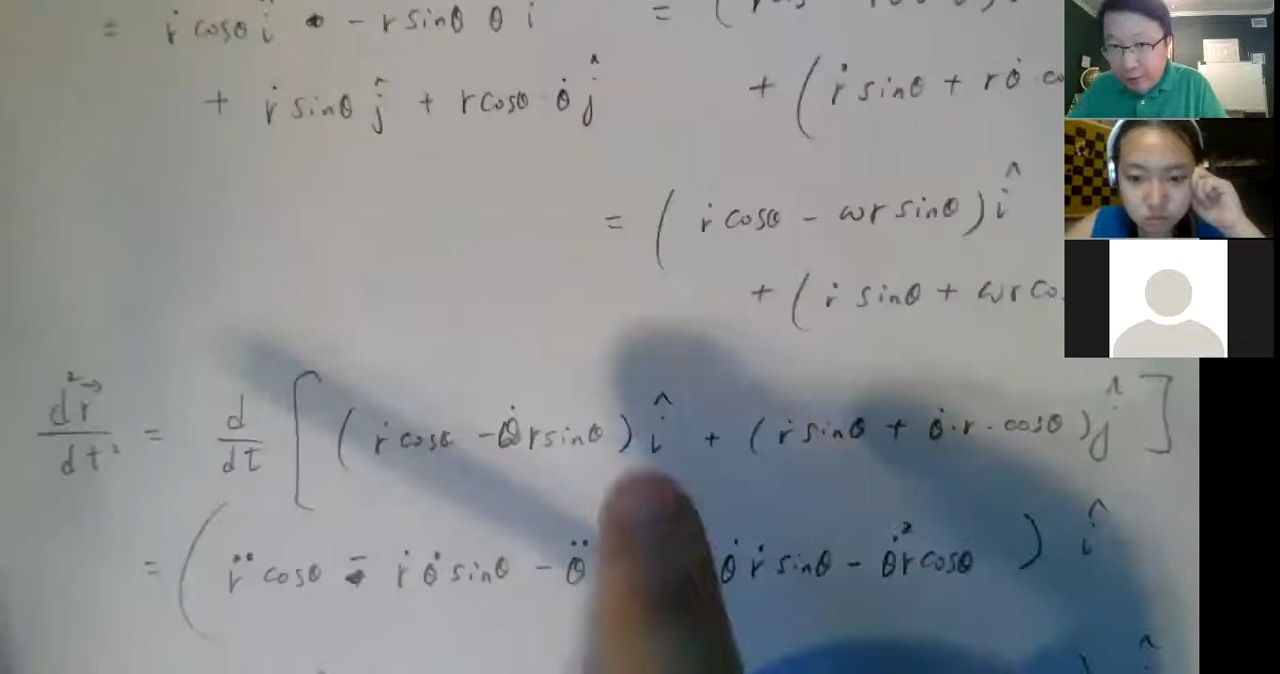 = ṙ cosθ î - r sinθ θ i = (
+ ṙ sinθ ĵ + r cosθ · θ̇ ĵ + ( ṙ sinθ + r θ̇
= ( ṙ cosθ - ωr sinθ ) î
+ ( ṙ sinθ + ωr
d²r⃗/dt² = d/dt [ ( ṙ cosθ - θ̇ r sinθ ) î + ( ṙ sinθ + θ̇ · r · cosθ ) ĵ ]
= ( r̈ cosθ - ṙ θ̇ sinθ - θ̈ θ̇ ṙ sinθ - θ̇² r cosθ ) î